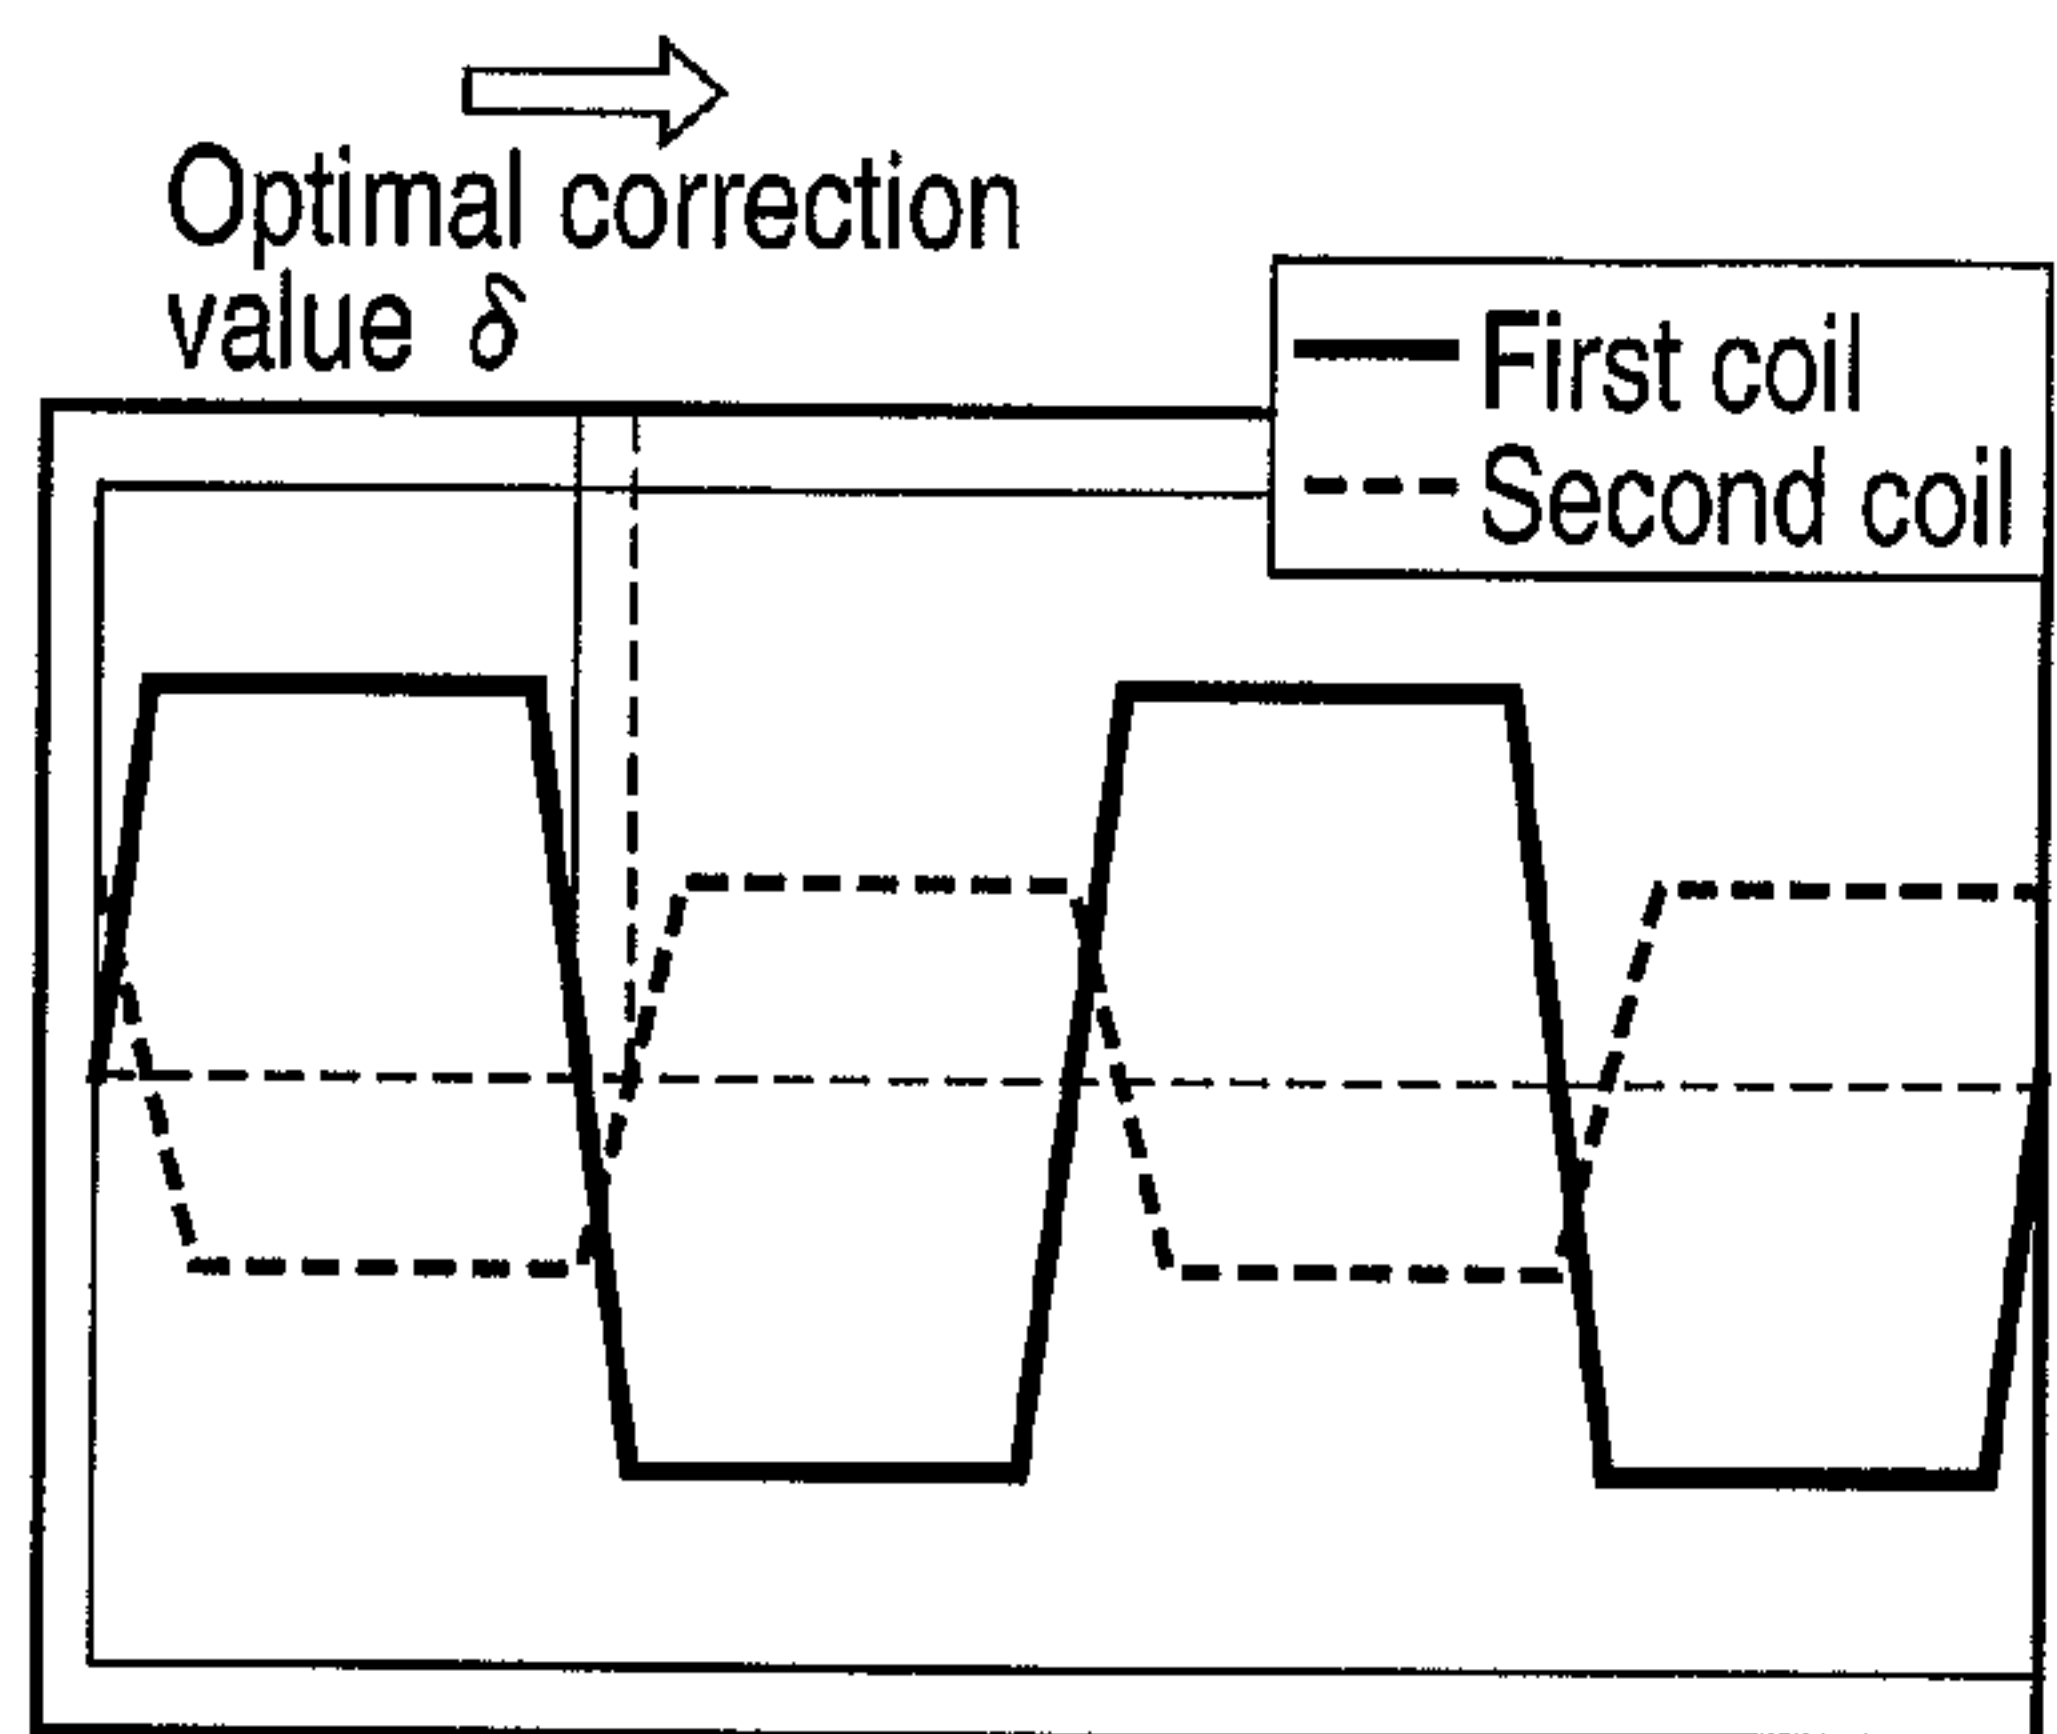 Optimal correction
value δ
First coil
Second coil